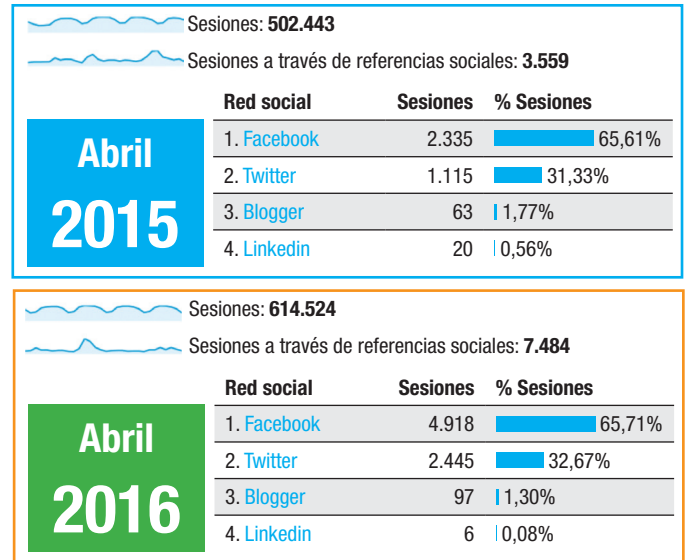 Sesiones: 502.443
Sesiones a través de referencias sociales: 3.559
Abril
2015
Red social Sesiones % Sesiones
1. Facebook 2.335 65,61%
2. Twitter 1.115 31,33%
3. Blogger 63 1,77%
4. Linkedin 20 0,56%
Sesiones: 614.524
Sesiones a través de referencias sociales: 7.484
Abril
2016
Red social Sesiones % Sesiones
1. Facebook 4.918 65,71%
2. Twitter 2.445 32,67%
3. Blogger 97 1,30%
4. Linkedin 6 0,08%